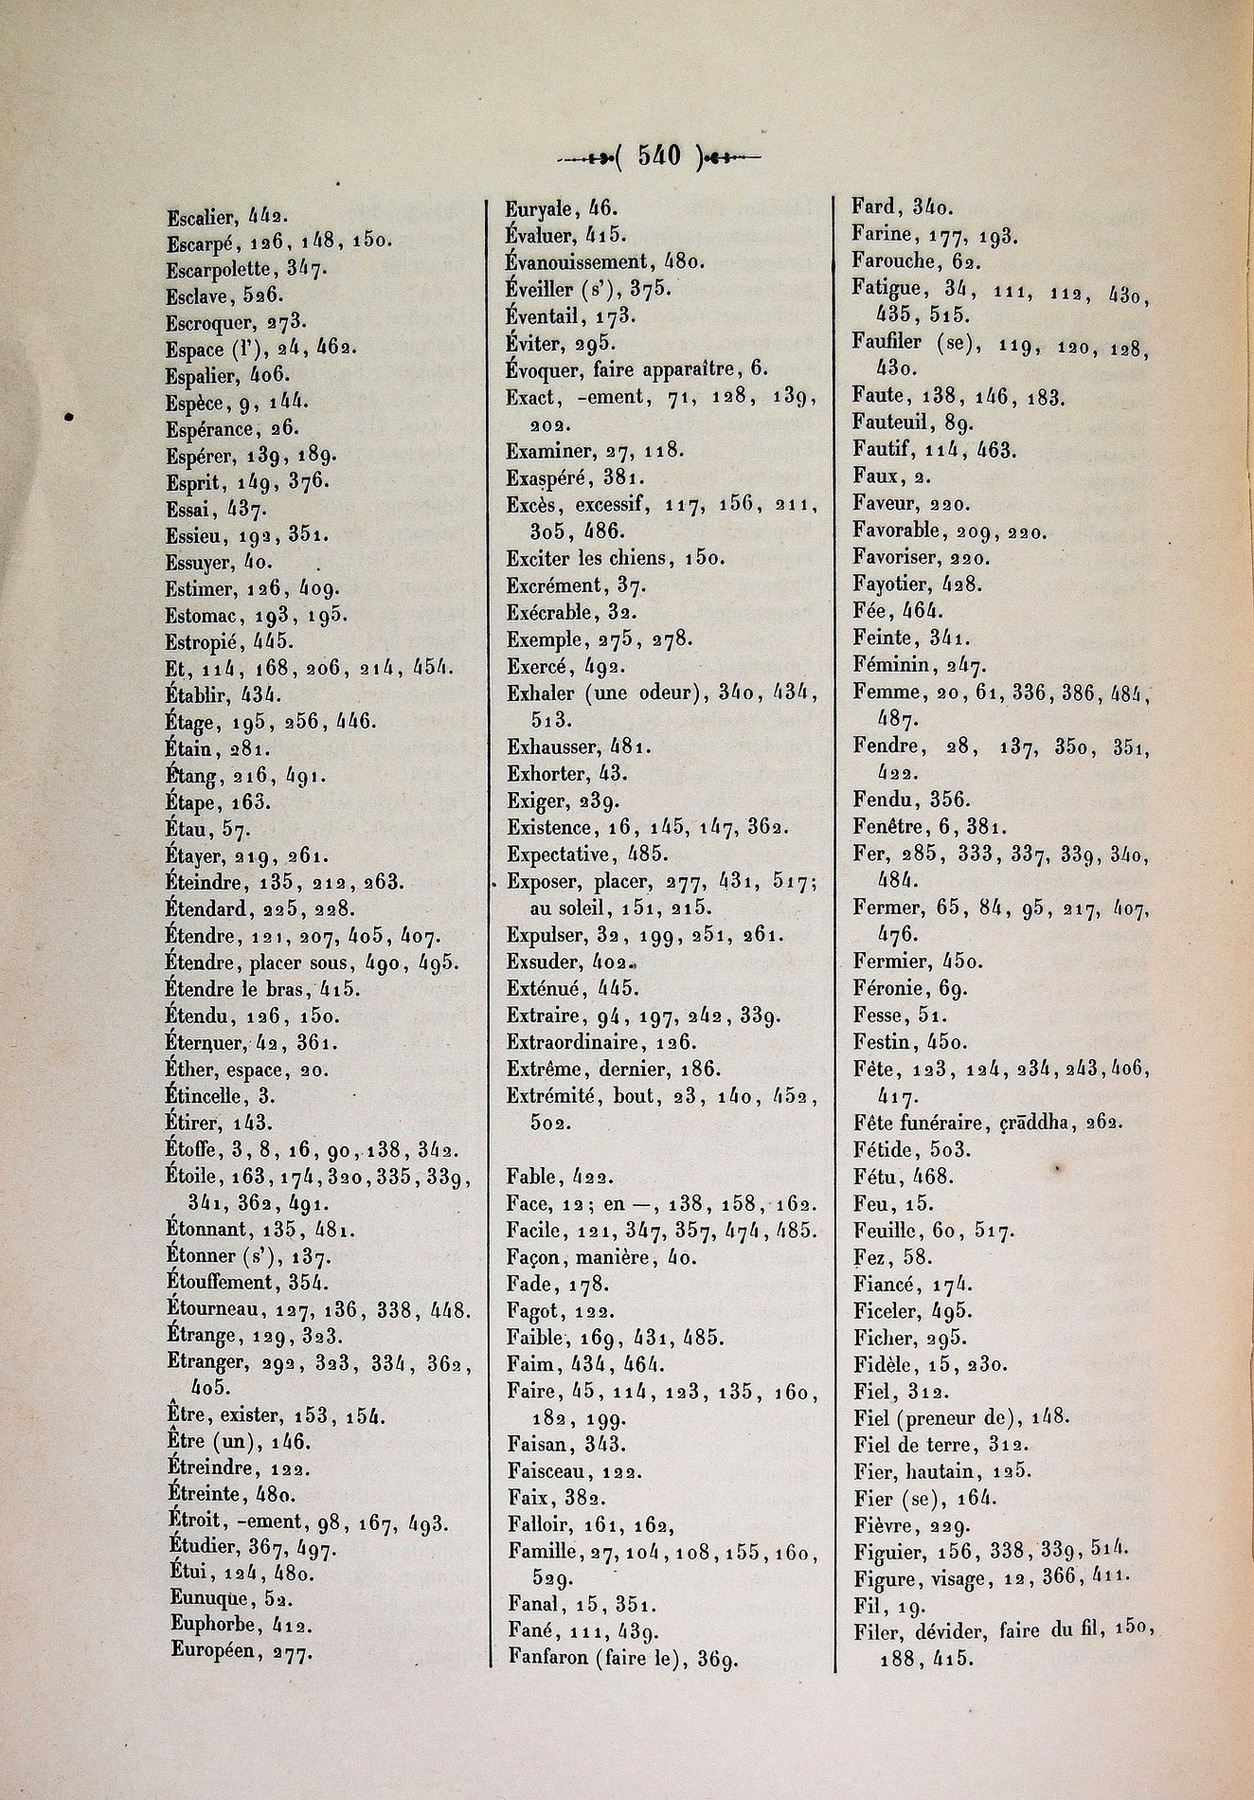 ( 540 )
Escalier, 442.
Escarpé, 126, 148, 150.
Escarpolette, 347.
Esclave, 526.
Escroquer, 273.
Espace (l'), 24, 462.
Espalier, 406.
Espèce, 9, 144.
Espérance, 26.
Espérer, 139, 189.
Esprit, 149, 376.
Essai, 437.
Essieu, 192, 351.
Essuyer, 40.
Estimer, 126, 409.
Estomac, 193, 195.
Estropié, 445.
Et, 114, 168, 206, 214, 454.
Établir, 434.
Étage, 195, 256, 446.
Étain, 281.
Étang, 216, 491.
Étape, 163.
Étau, 57.
Étayer, 219, 261.
Éteindre, 135, 212, 263.
Étendard, 225, 228.
Étendre, 121, 207, 405, 407.
Étendre, placer sous, 490, 495.
Étendre le bras, 415.
Étendu, 126, 150.
Éternuer, 42, 361.
Éther, espace, 20.
Étincelle, 3.
Étirer, 143.
Étoffe, 3, 8, 16, 90, 138, 342.
Étoile, 163, 174, 320, 335, 339,
341, 362, 491.
Étonnant, 135, 481.
Étonner (s'), 137.
Étouffement, 354.
Étourneau, 127, 136, 338, 448.
Étrange, 129, 323.
Etranger, 292, 323, 334, 362,
405.
Être, exister, 153, 154.
Être (un), 146.
Étreindre, 122.
Étreinte, 480.
Étroit, -ement, 98, 167, 493.
Étudier, 367, 497.
Étui, 124, 480.
Eunuque, 52.
Euphorbe, 412.
Européen, 277.
Euryale, 46.
Évaluer, 415.
Évanouissement, 480.
Éveiller (s'), 375.
Éventail, 173.
Éviter, 295.
Évoquer, faire apparaître, 6.
Exact, -ement, 71, 128, 139,
202.
Examiner, 27, 118.
Exaspéré, 381.
Excès, excessif, 117, 156, 211,
305, 486.
Exciter les chiens, 150.
Excrément, 37.
Exécrable, 32.
Exemple, 275, 278.
Exercé, 492.
Exhaler (une odeur), 340, 434,
513.
Exhausser, 481.
Exhorter, 43.
Exiger, 239.
Existence, 16, 145, 147, 362.
Expectative, 485.
Exposer, placer, 277, 431, 517;
au soleil, 151, 215.
Expulser, 32, 199, 251, 261.
Exsuder, 402.
Exténué, 445.
Extraire, 94, 197, 242, 339.
Extraordinaire, 126.
Extrême, dernier, 186.
Extrémité, bout, 23, 140, 452,
502.
Fable, 422.
Face, 12; en —, 138, 158, 162.
Facile, 121, 347, 357, 474, 485.
Façon, manière, 40.
Fade, 178.
Fagot, 122.
Faible, 169, 431, 485.
Faim, 434, 464.
Faire, 45, 114, 123, 135, 160,
182, 199.
Faisan, 343.
Faisceau, 122.
Faix, 382.
Falloir, 161, 162,
Famille, 27, 104, 108, 155, 160,
529.
Fanal, 15, 351.
Fané, 111, 439.
Fanfaron (faire le), 369.
Fard, 340.
Farine, 177, 193.
Farouche, 62.
Fatigue, 34, 111, 112, 430,
435, 515.
Faufiler (se), 119, 120, 128,
430.
Faute, 138, 146, 183.
Fauteuil, 89.
Fautif, 114, 463.
Faux, 2.
Faveur, 220.
Favorable, 209, 220.
Favoriser, 220.
Fayotier, 428.
Fée, 464.
Feinte, 341.
Féminin, 247.
Femme, 20, 61, 336, 386, 484,
487.
Fendre, 28, 137, 350, 351,
422.
Fendu, 356.
Fenêtre, 6, 381.
Fer, 285, 333, 337, 339, 340,
484.
Fermer, 65, 84, 95, 217, 407,
476.
Fermier, 450.
Féronie, 69.
Fesse, 51.
Festin, 450.
Fête, 123, 124, 234, 243, 406,
417.
Fête funéraire, çrāddha, 262.
Fétide, 503.
Fétu, 468.
Feu, 15.
Feuille, 60, 517.
Fez, 58.
Fiancé, 174.
Ficeler, 495.
Ficher, 295.
Fidèle, 15, 230.
Fiel, 312.
Fiel (preneur de), 148.
Fiel de terre, 312.
Fier, hautain, 125.
Fier (se), 164.
Fièvre, 229.
Figuier, 156, 338, 339, 514.
Figure, visage, 12, 366, 411.
Fil, 19.
Filer, dévider, faire du fil, 150,
188, 415.